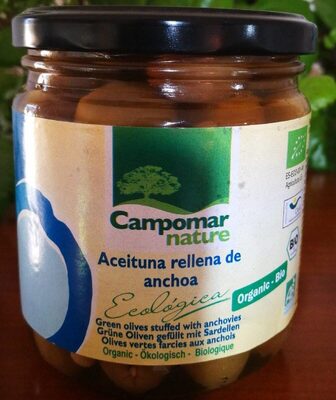 Campomar
nature
Aceituna rellena de
anchoa
Ecológica
Organic - Bio
Green olives stuffed with anchovies
Grüne Oliven gefüllt mit Sardellen
Olives vertes farcies aux anchois
Organic - Ökologisch - Biologique
BIO